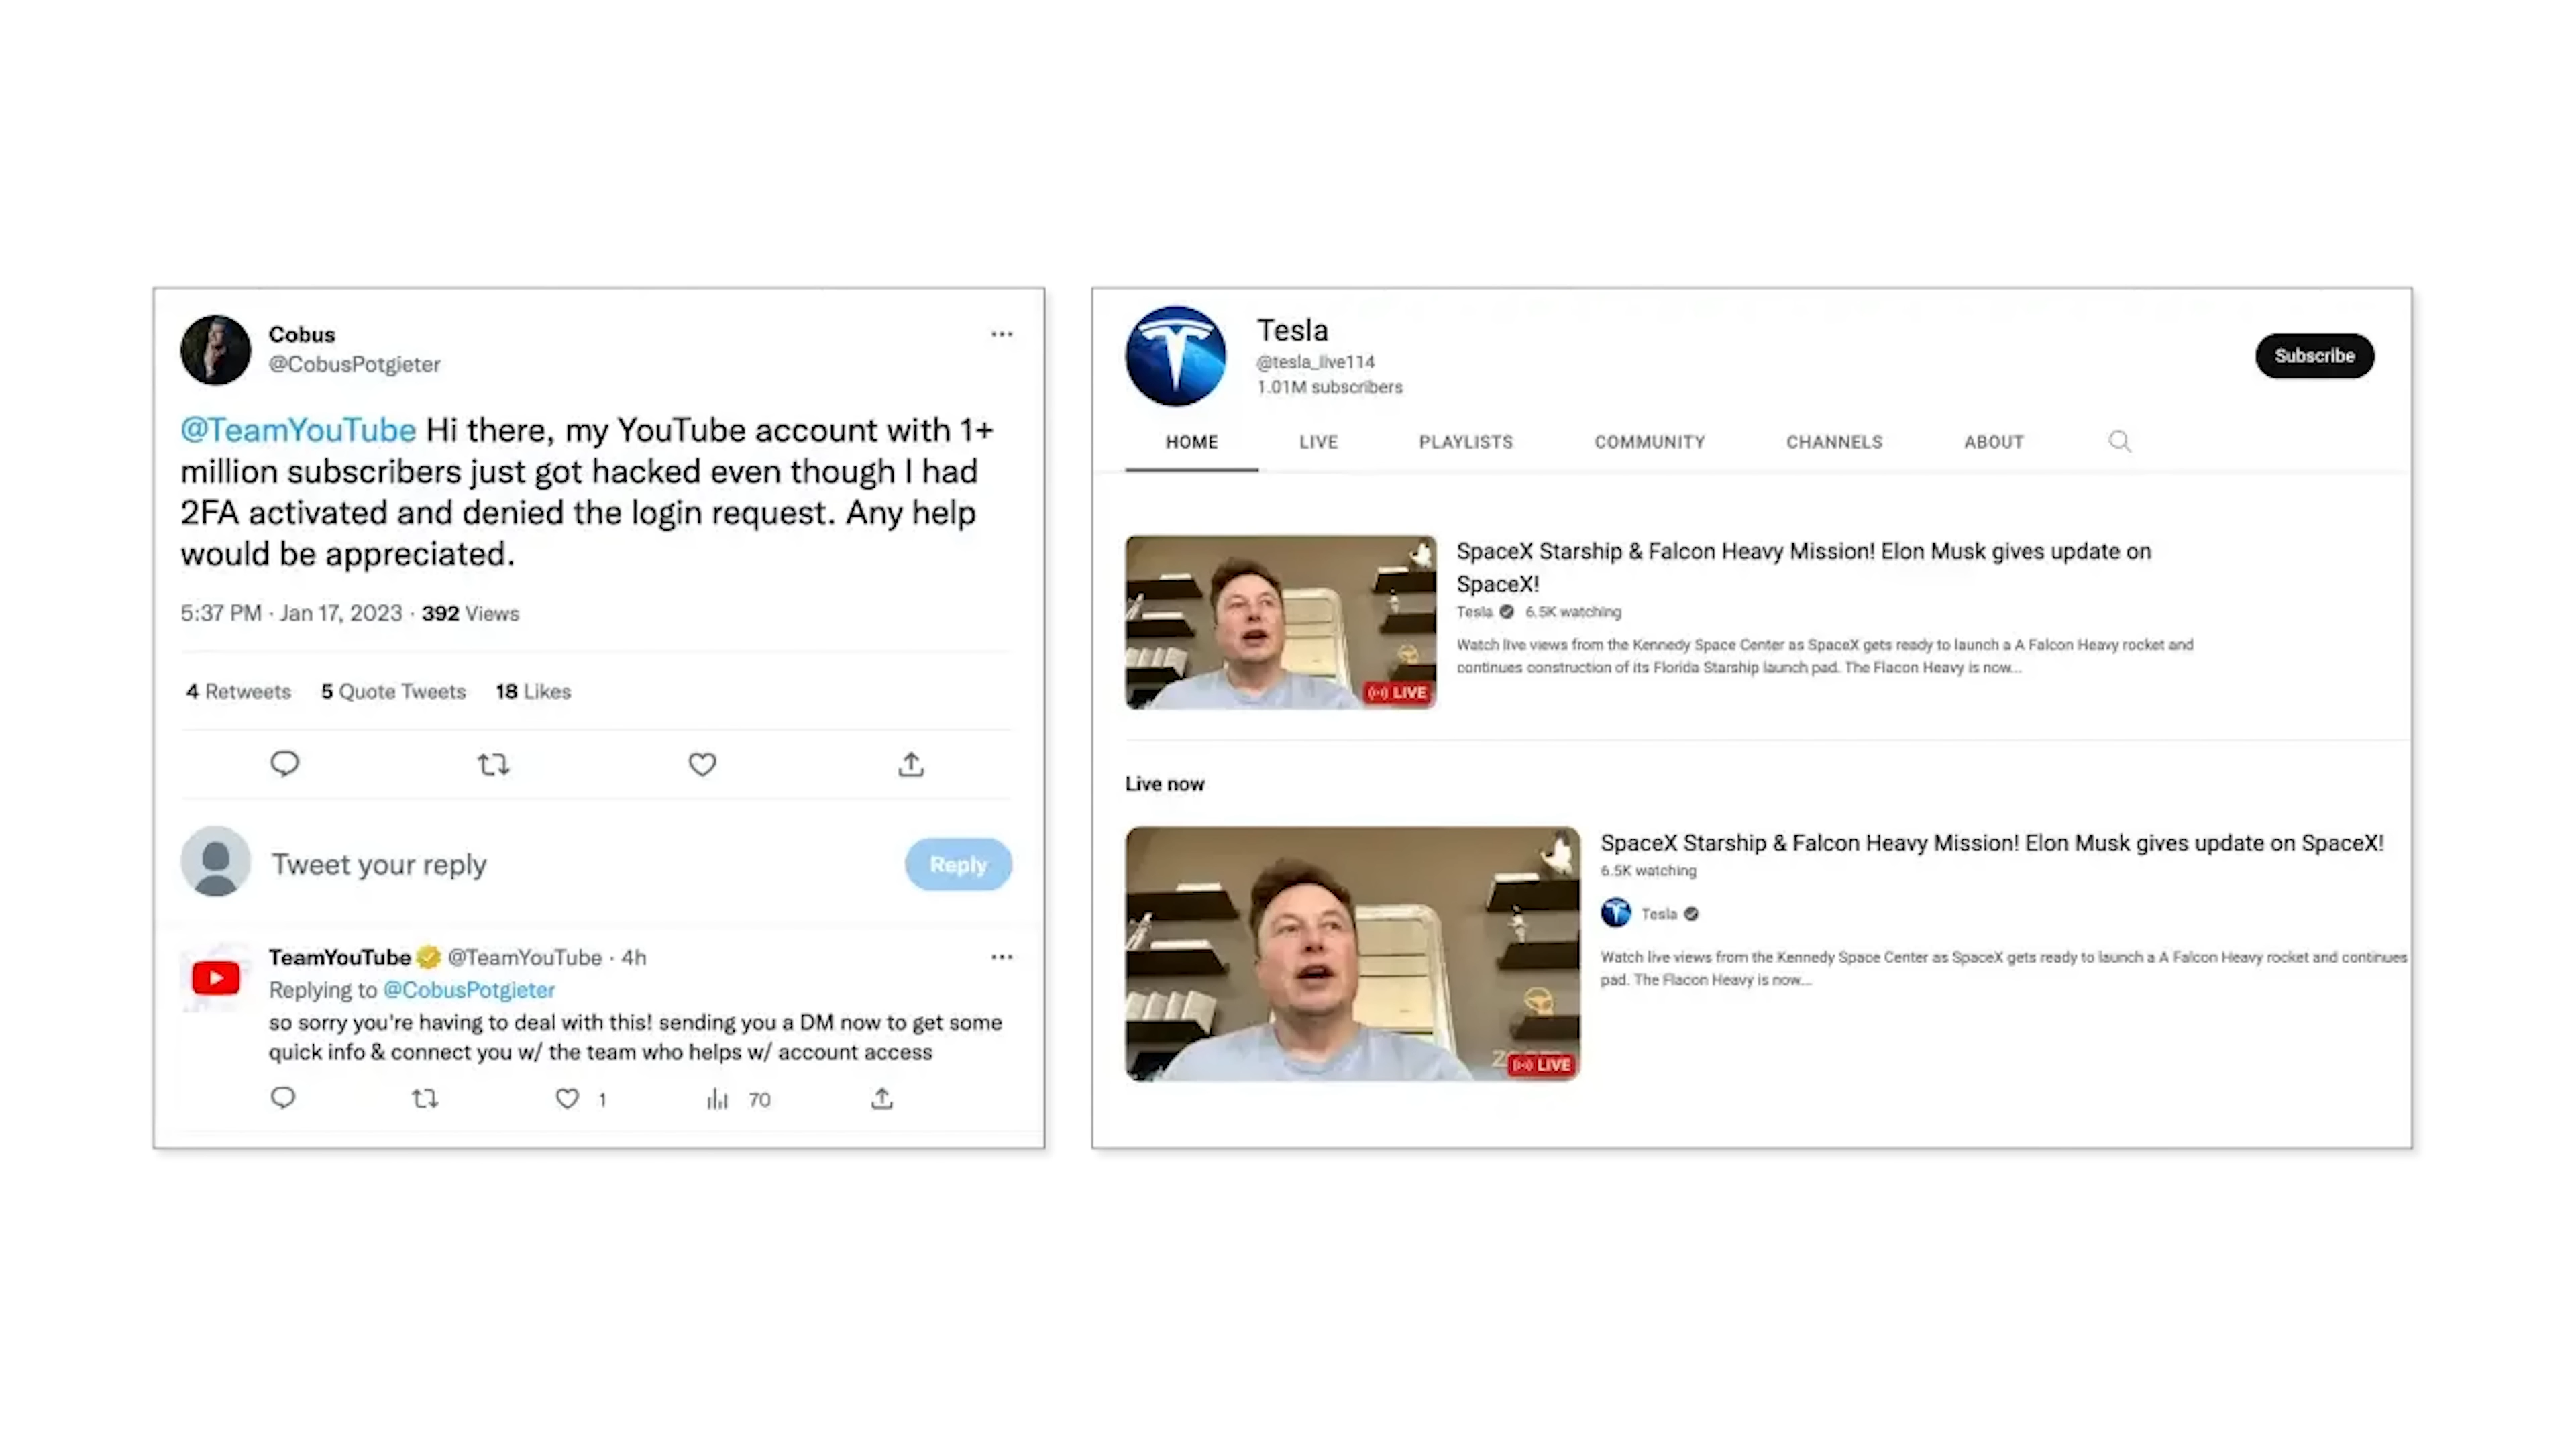 Cobus
@CobusPotgieter
@TeamYouTube Hi there, my YouTube account with 1+
million subscribers just got hacked even though I had
2FA activated and denied the login request. Any help
would be appreciated.
5:37 PM · Jan 17, 2023 · 392 Views
4 Retweets 5 Quote Tweets 18 Likes
Tweet your reply
Reply
TeamYouTube @TeamYouTube · 4h
Replying to @CobusPotgieter
so sorry you're having to deal with this! sending you a DM now to get some
quick info & connect you w/ the team who helps w/ account access
1 70
Tesla
@tesla_live114
1.01M subscribers
Subscribe
HOME LIVE PLAYLISTS COMMUNITY CHANNELS ABOUT
SpaceX Starship & Falcon Heavy Mission! Elon Musk gives update on
SpaceX!
Tesla 6.5K watching
Watch live views from the Kennedy Space Center as SpaceX gets ready to launch a A Falcon Heavy rocket and
continues construction of its Florida Starship launch pad. The Flacon Heavy is now...
LIVE
Live now
SpaceX Starship & Falcon Heavy Mission! Elon Musk gives update on SpaceX!
6.5K watching
Tesla
Watch live views from the Kennedy Space Center as SpaceX gets ready to launch a A Falcon Heavy rocket and continues
pad. The Flacon Heavy is now...
LIVE